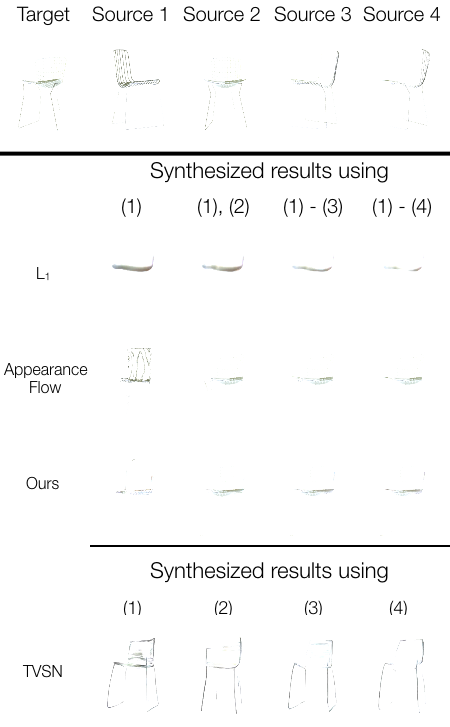 Target Source 1 Source 2 Source 3 Source 4
Synthesized results using
(1) (1), (2) (1) - (3) (1) - (4)
L₁
Appearance
Flow
Ours
Synthesized results using
(1) (2) (3) (4)
TVSN